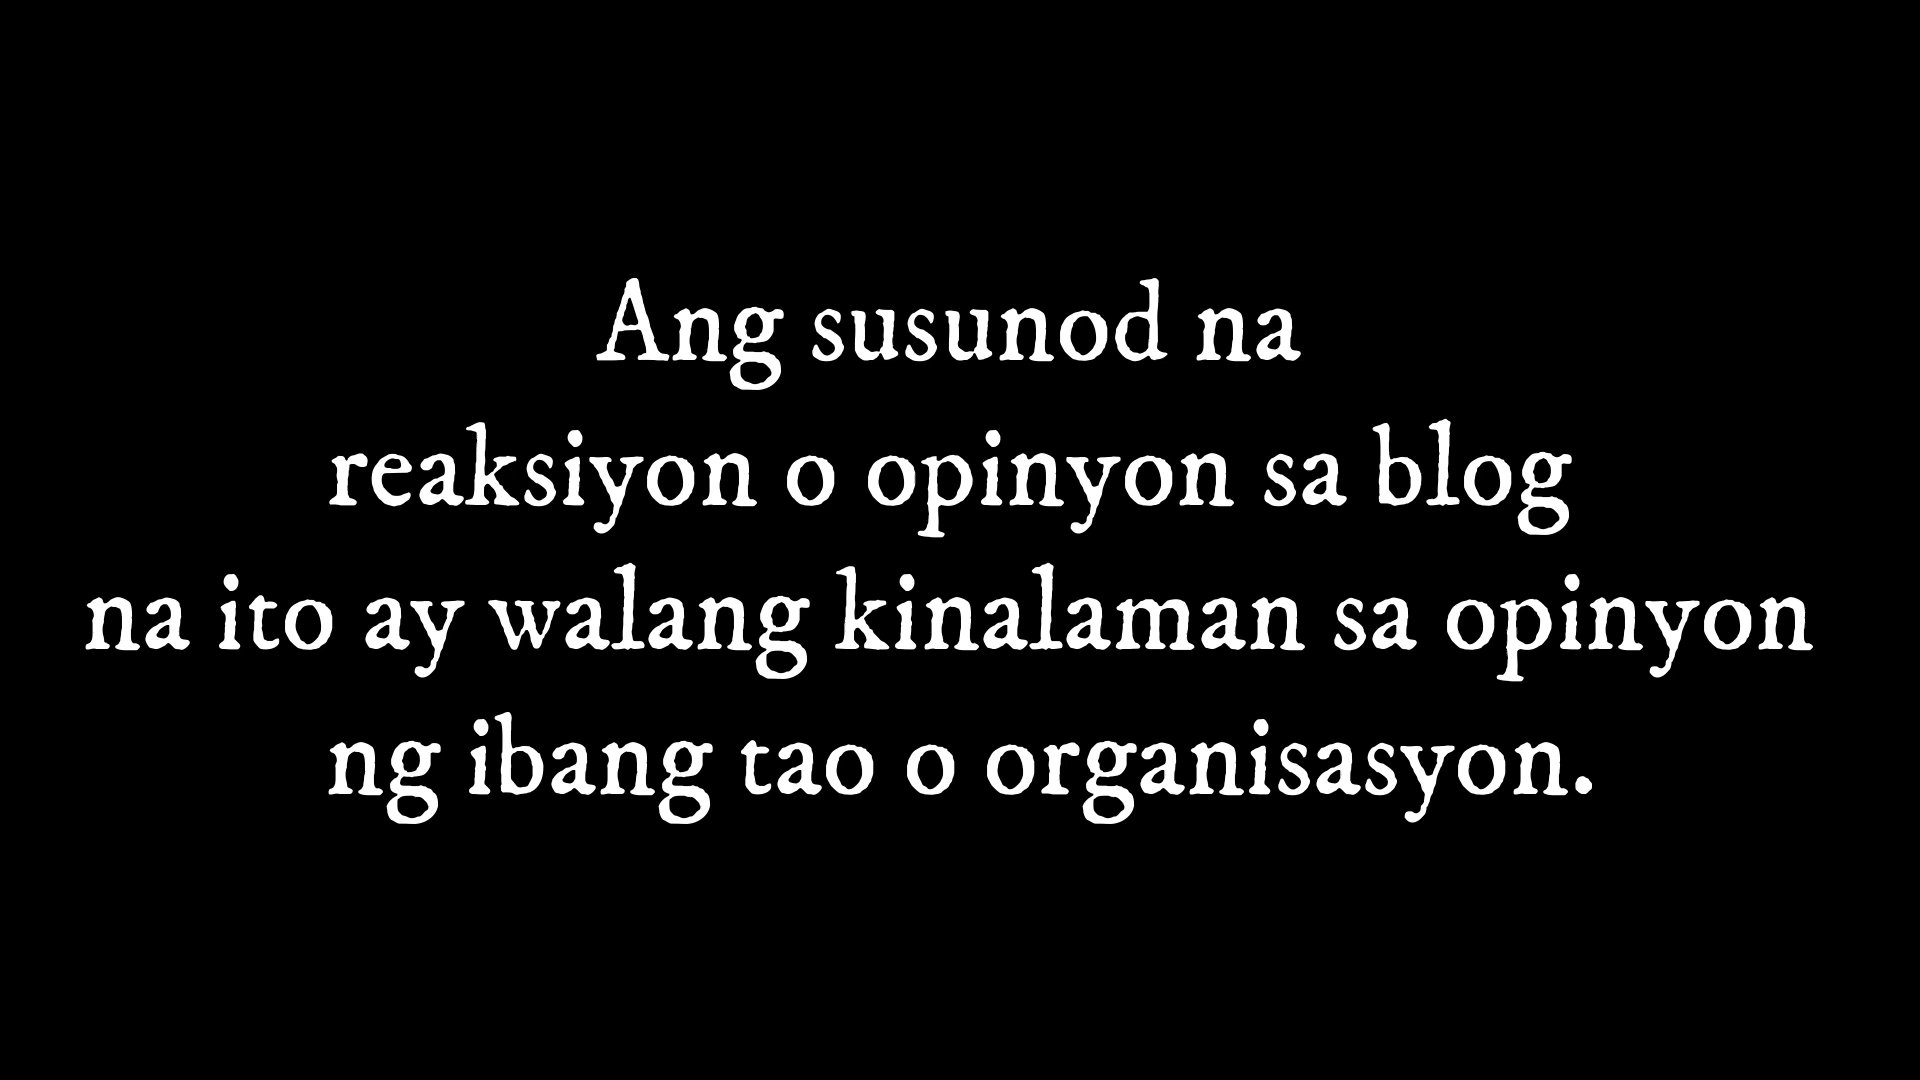 Ang susunod na
reaksiyon o opinyon sa blog
na ito ay walang kinalaman sa opinyon
ng ibang tao o organisasyon.